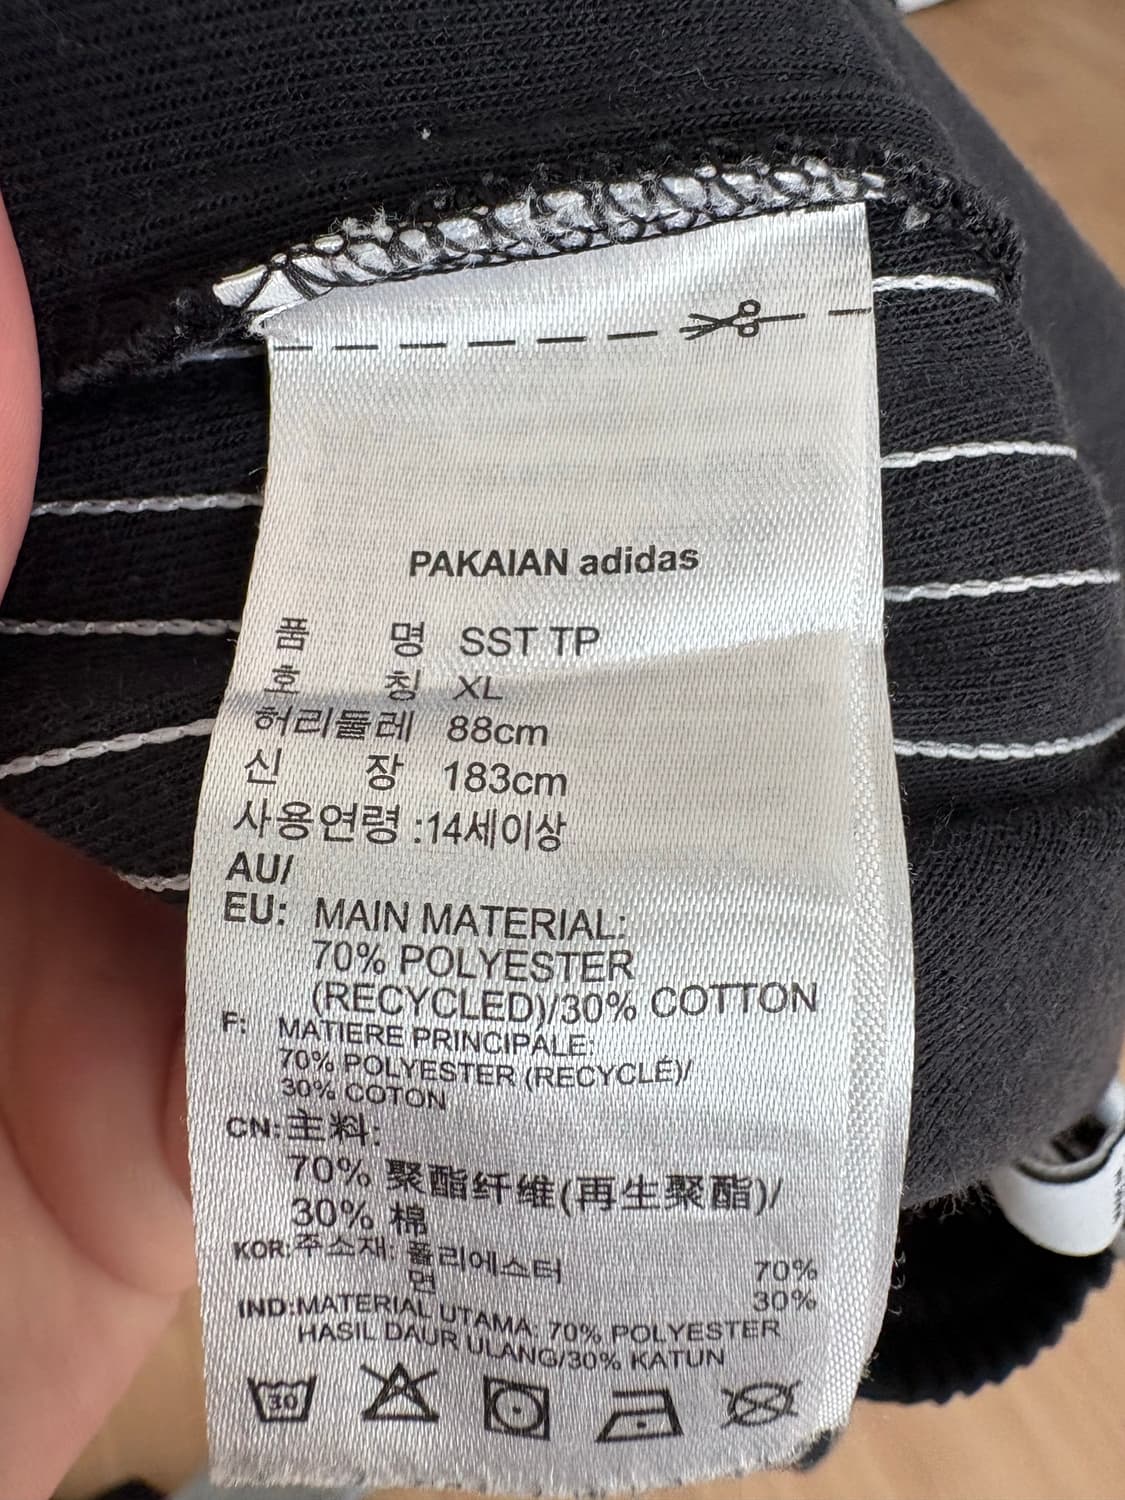 PAKAIAN adidas
품 명 SST TP
호 칭 XL
허리둘레 88cm
신 장 183cm
사용연령 :14세이상
AU/
EU: MAIN MATERIAL:
70% POLYESTER
(RECYCLED)/30% COTTON
F: MATIERE PRINCIPALE:
70% POLYESTER (RECYCLÉ)/
30% COTON
CN:主料:
70% 聚酯纤维(再生聚酯)/
30% 棉
KOR:주소재: 폴리에스터 70%
면 30%
IND:MATERIAL UTAMA: 70% POLYESTER
HASIL DAUR ULANG/30% KATUN
30